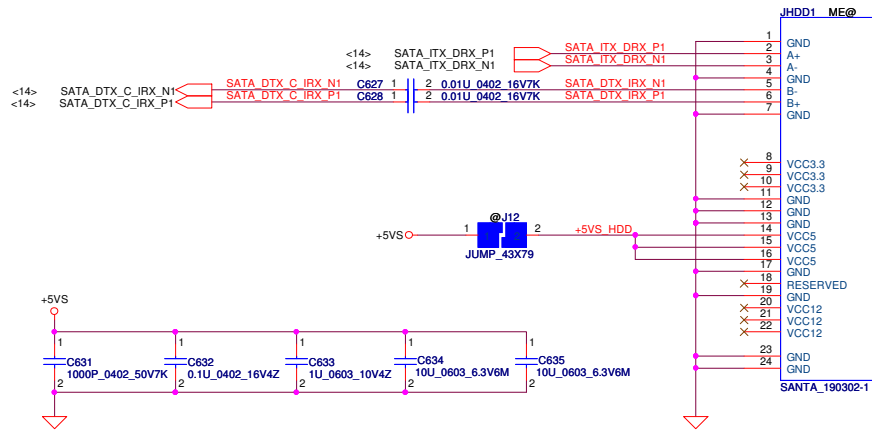 JHDD1 ME@
1 GND
<14> SATA_ITX_DRX_P1 SATA_ITX_DRX_P1 2 A+
<14> SATA_ITX_DRX_N1 SATA_ITX_DRX_N1 3 A-
4 GND
<14> SATA_DTX_C_IRX_N1 SATA_DTX_C_IRX_N1 C627 1 2 0.01U_0402_16V7K SATA_DTX_IRX_N1 5 B-
<14> SATA_DTX_C_IRX_P1 SATA_DTX_C_IRX_P1 C628 1 2 0.01U_0402_16V7K SATA_DTX_IRX_P1 6 B+
7 GND
8 VCC3.3
9 VCC3.3
10 VCC3.3
11 GND
12 GND
@J12 13 GND
+5VS 1 2 +5VS_HDD 14 VCC5
JUMP_43X79 15 VCC5
16 VCC5
17 GND
18 RESERVED
19 GND
+5VS 20 VCC12
21 VCC12
22 VCC12
1 1 1 1 1
23 GND
C631 C632 C633 C634 C635 24 GND
1000P_0402_50V7K 0.1U_0402_16V4Z 1U_0603_10V4Z 10U_0603_6.3V6M 10U_0603_6.3V6M
2 2 2 2 2
SANTA_190302-1